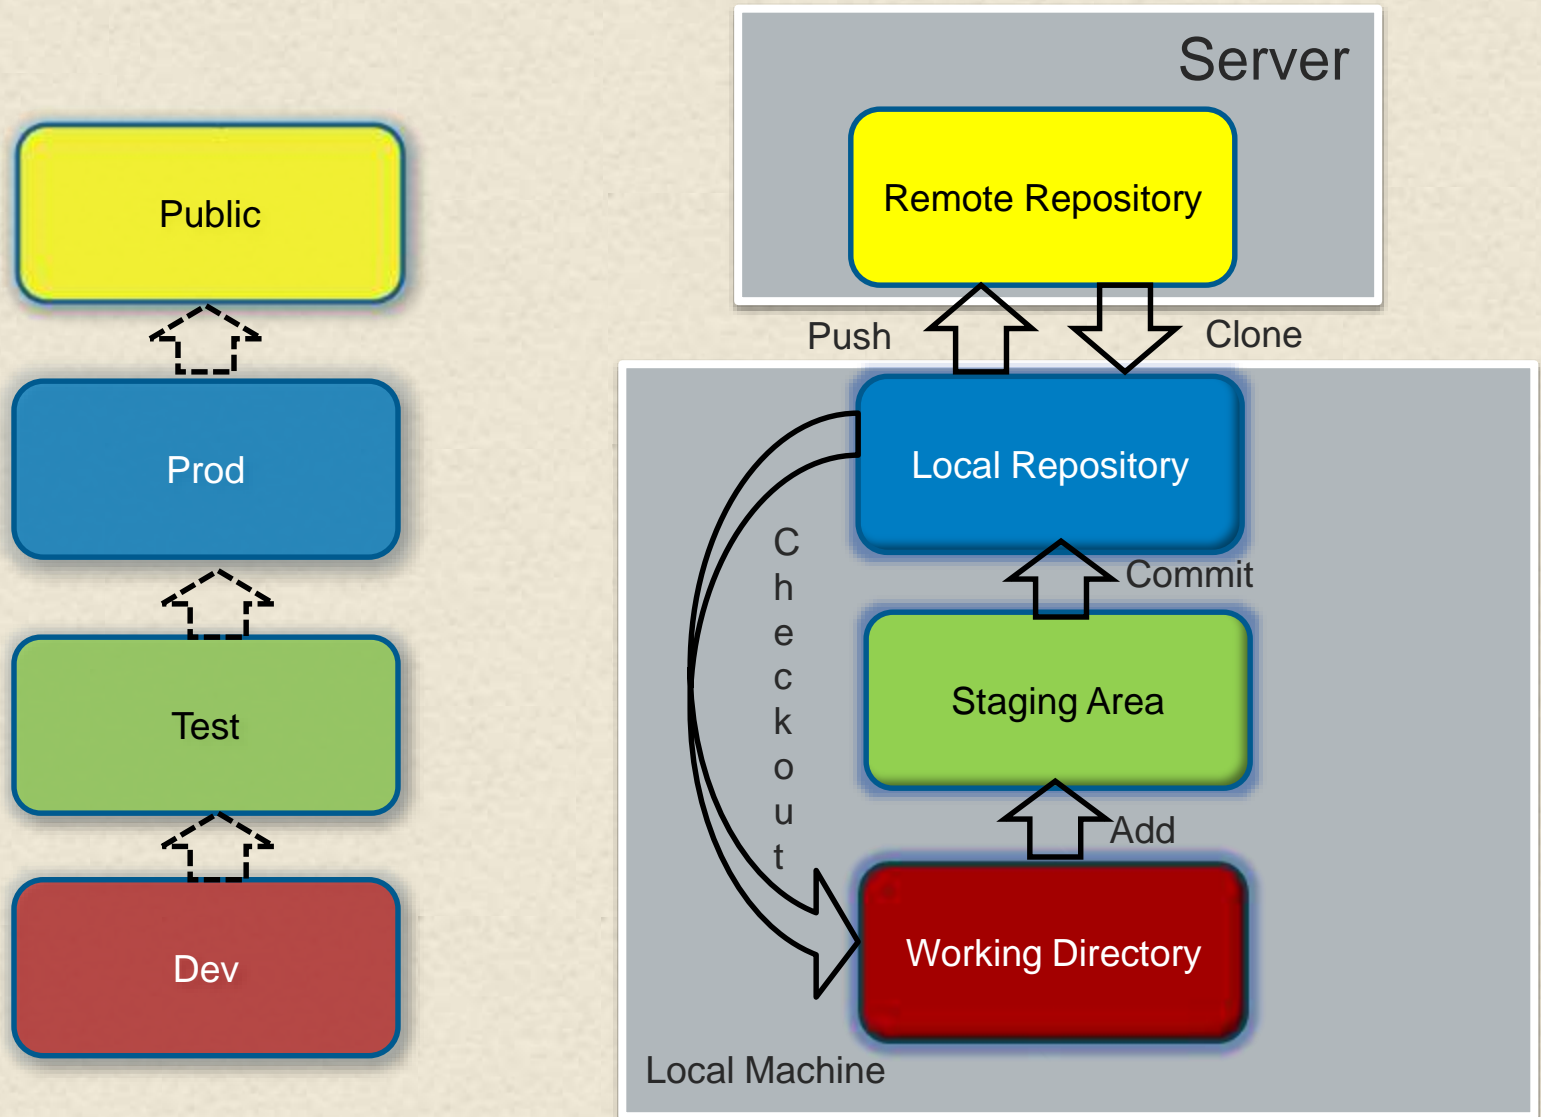 Public
Prod
Test
Dev
Server
Remote Repository
Push
Clone
Local Repository
Checkout
Commit
Staging Area
Add
Working Directory
Local Machine